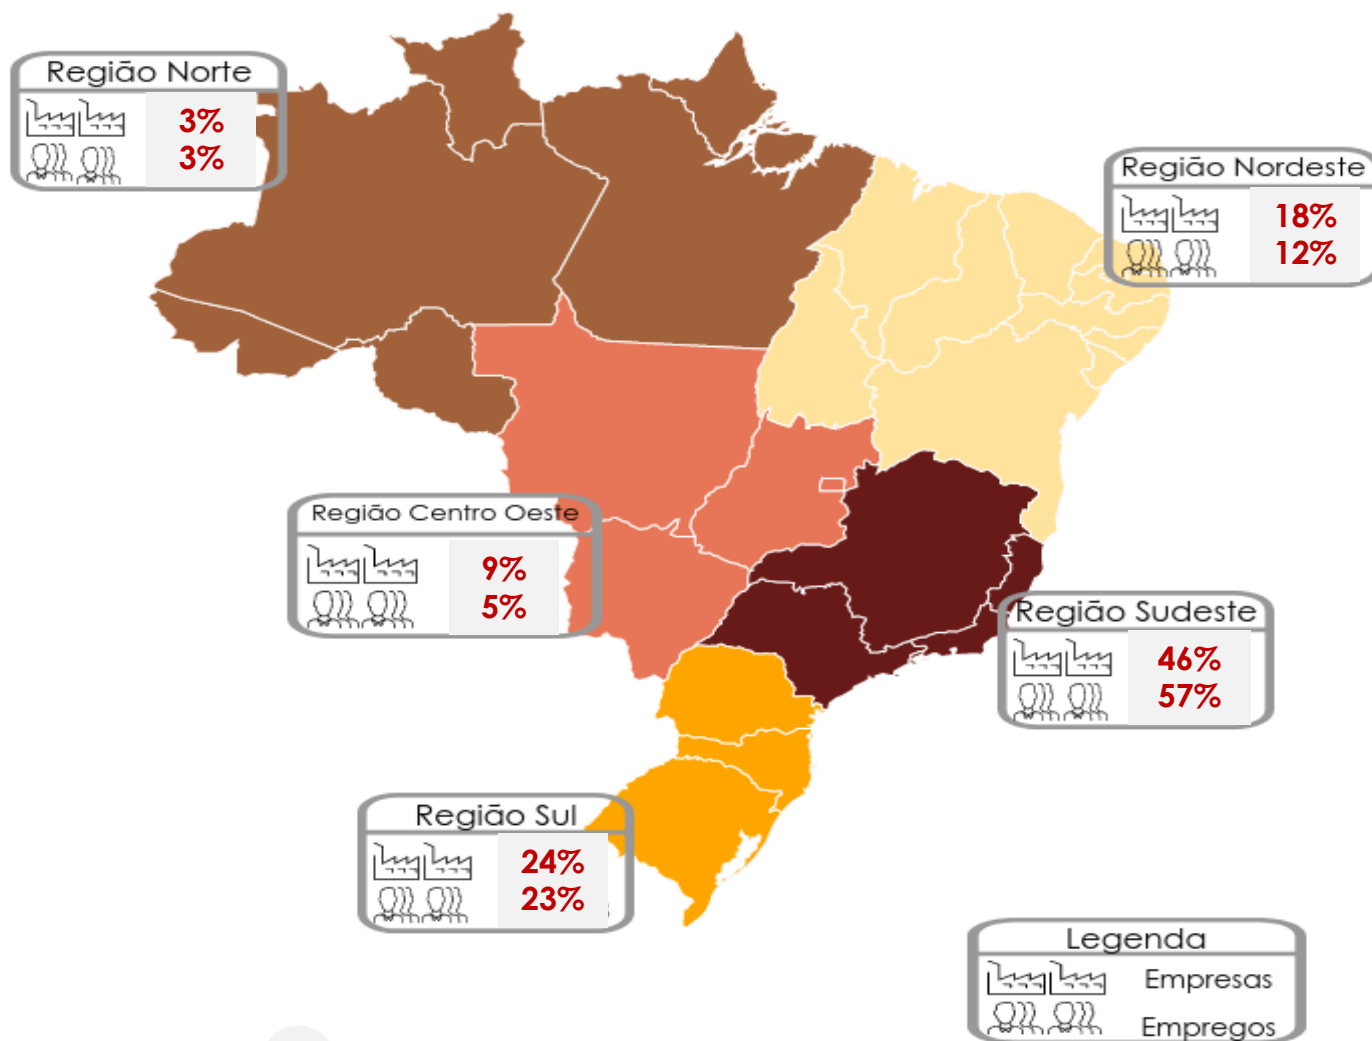 Região Norte
3%
3%
Região Nordeste
18%
12%
Região Centro Oeste
9%
5%
Região Sudeste
46%
57%
Região Sul
24%
23%
Legenda
Empresas
Empregos